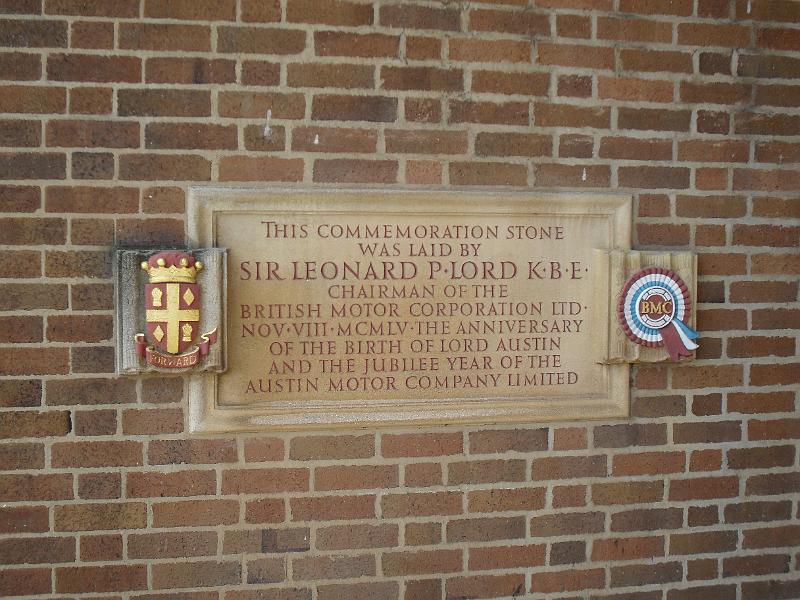 THIS COMMEMORATION STONE
WAS LAID BY
SIR LEONARD P·LORD K·B·E·
CHAIRMAN OF THE
BRITISH MOTOR CORPORATION LTD·
NOV·VIII·MCMLV·THE ANNIVERSARY
OF THE BIRTH OF LORD AUSTIN
AND THE JUBILEE YEAR OF THE
AUSTIN MOTOR COMPANY LIMITED
FORWARD
BMC